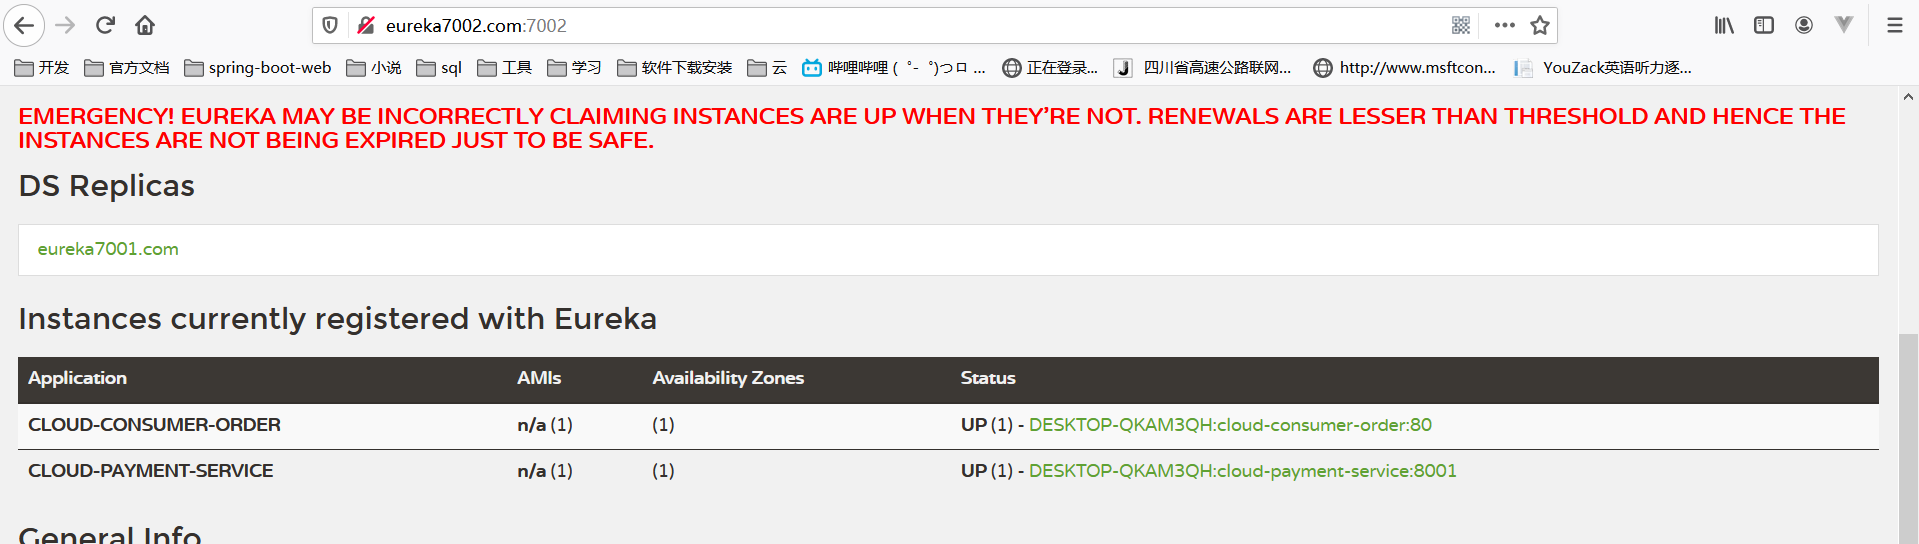 eureka7002.com:7002
开发 官方文档 spring-boot-web 小说 sql 工具 学习 软件下载安装 云 哔哩哔哩 ( ゜- ゜)つロ ... 正在登录... 四川省高速公路联网... http://www.msftcon... YouZack英语听力逐...
EMERGENCY! EUREKA MAY BE INCORRECTLY CLAIMING INSTANCES ARE UP WHEN THEY’RE NOT. RENEWALS ARE LESSER THAN THRESHOLD AND HENCE THE
INSTANCES ARE NOT BEING EXPIRED JUST TO BE SAFE.
DS Replicas
eureka7001.com
Instances currently registered with Eureka
Application AMIs Availability Zones Status
CLOUD-CONSUMER-ORDER n/a (1) (1) UP (1) - DESKTOP-QKAM3QH:cloud-consumer-order:80
CLOUD-PAYMENT-SERVICE n/a (1) (1) UP (1) - DESKTOP-QKAM3QH:cloud-payment-service:8001
General Info